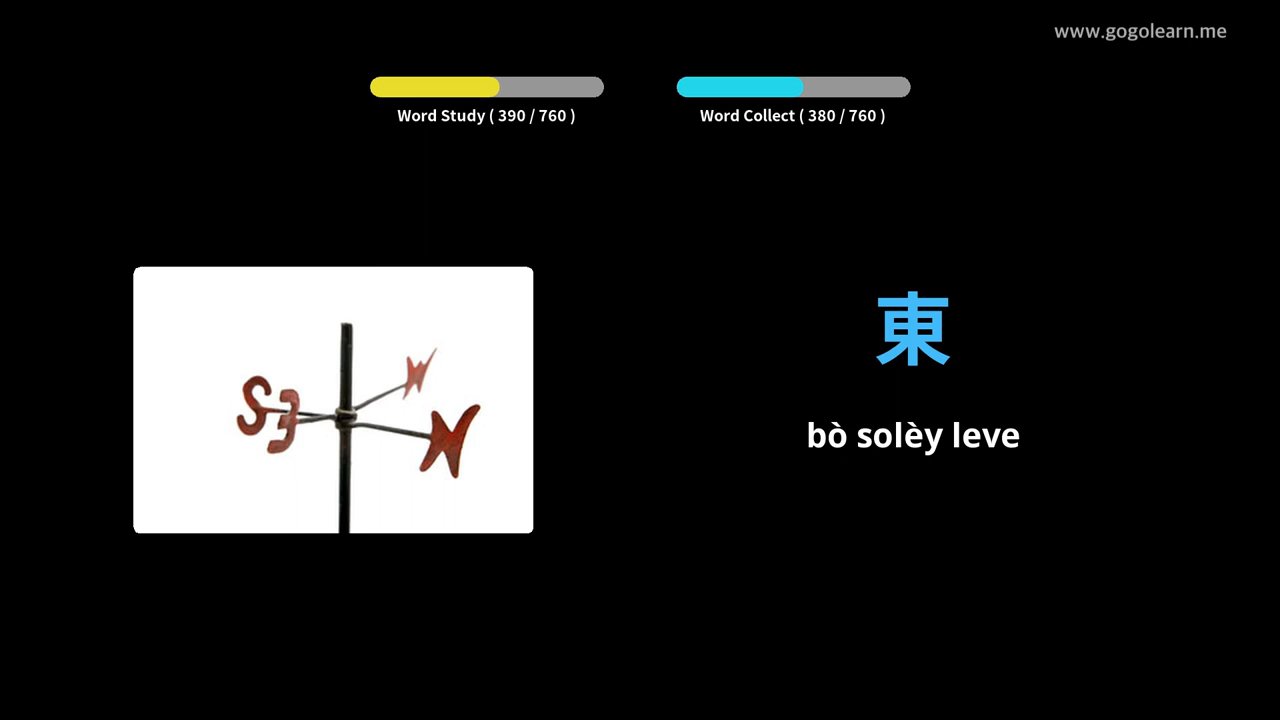 www.gogolearn.me
Word Study ( 390 / 760 )
Word Collect ( 380 / 760 )
S E N
東
bò solèy leve